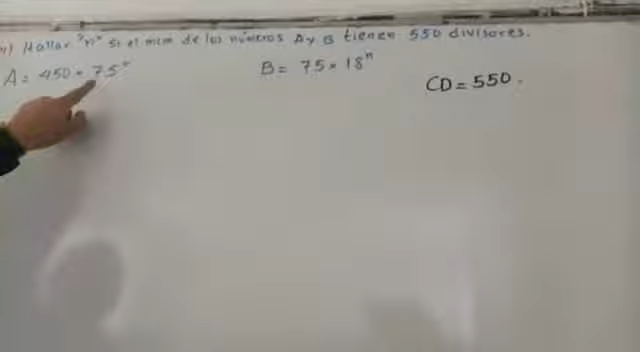 Hallar "n" si el mcm de los números A y B tienen 550 divisores.
A = 450 × 75ⁿ B = 75 × 18ⁿ
CD = 550.